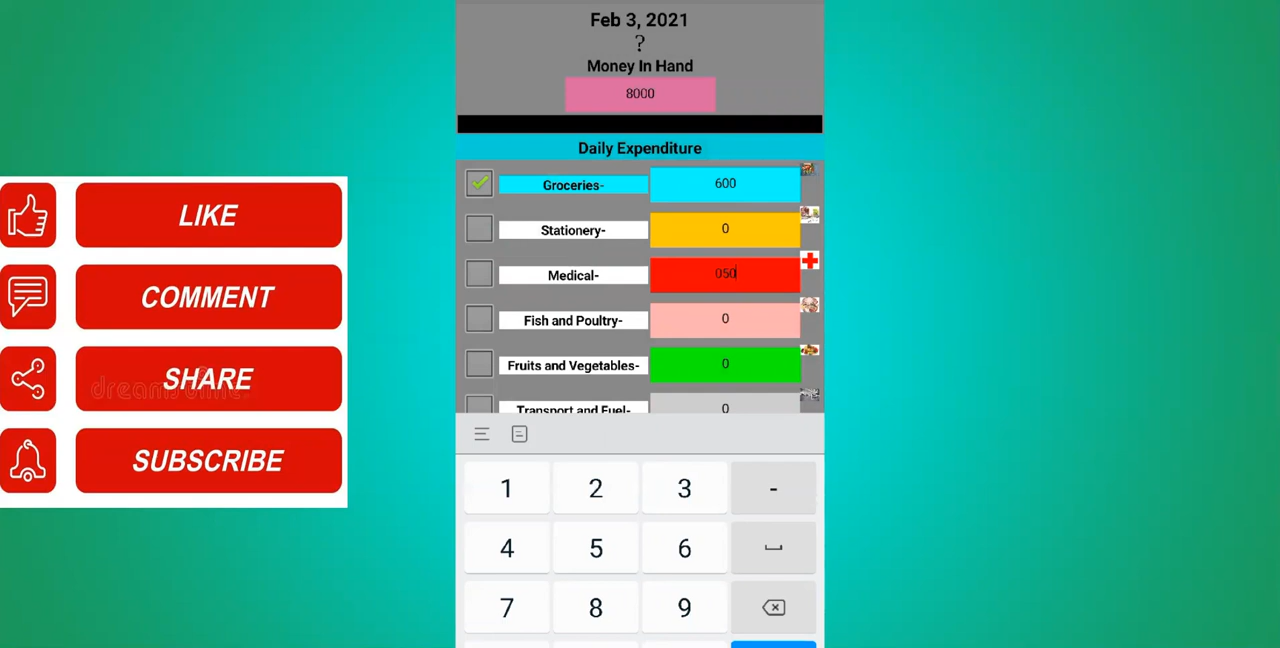 Feb 3, 2021
?
Money In Hand
8000
Daily Expenditure
Groceries-
600
Stationery-
0
Medical-
050
Fish and Poultry-
0
Fruits and Vegetables-
0
Transport and Fuel-
0
1 2 3 -
4 5 6
7 8 9
LIKE
COMMENT
SHARE
SUBSCRIBE